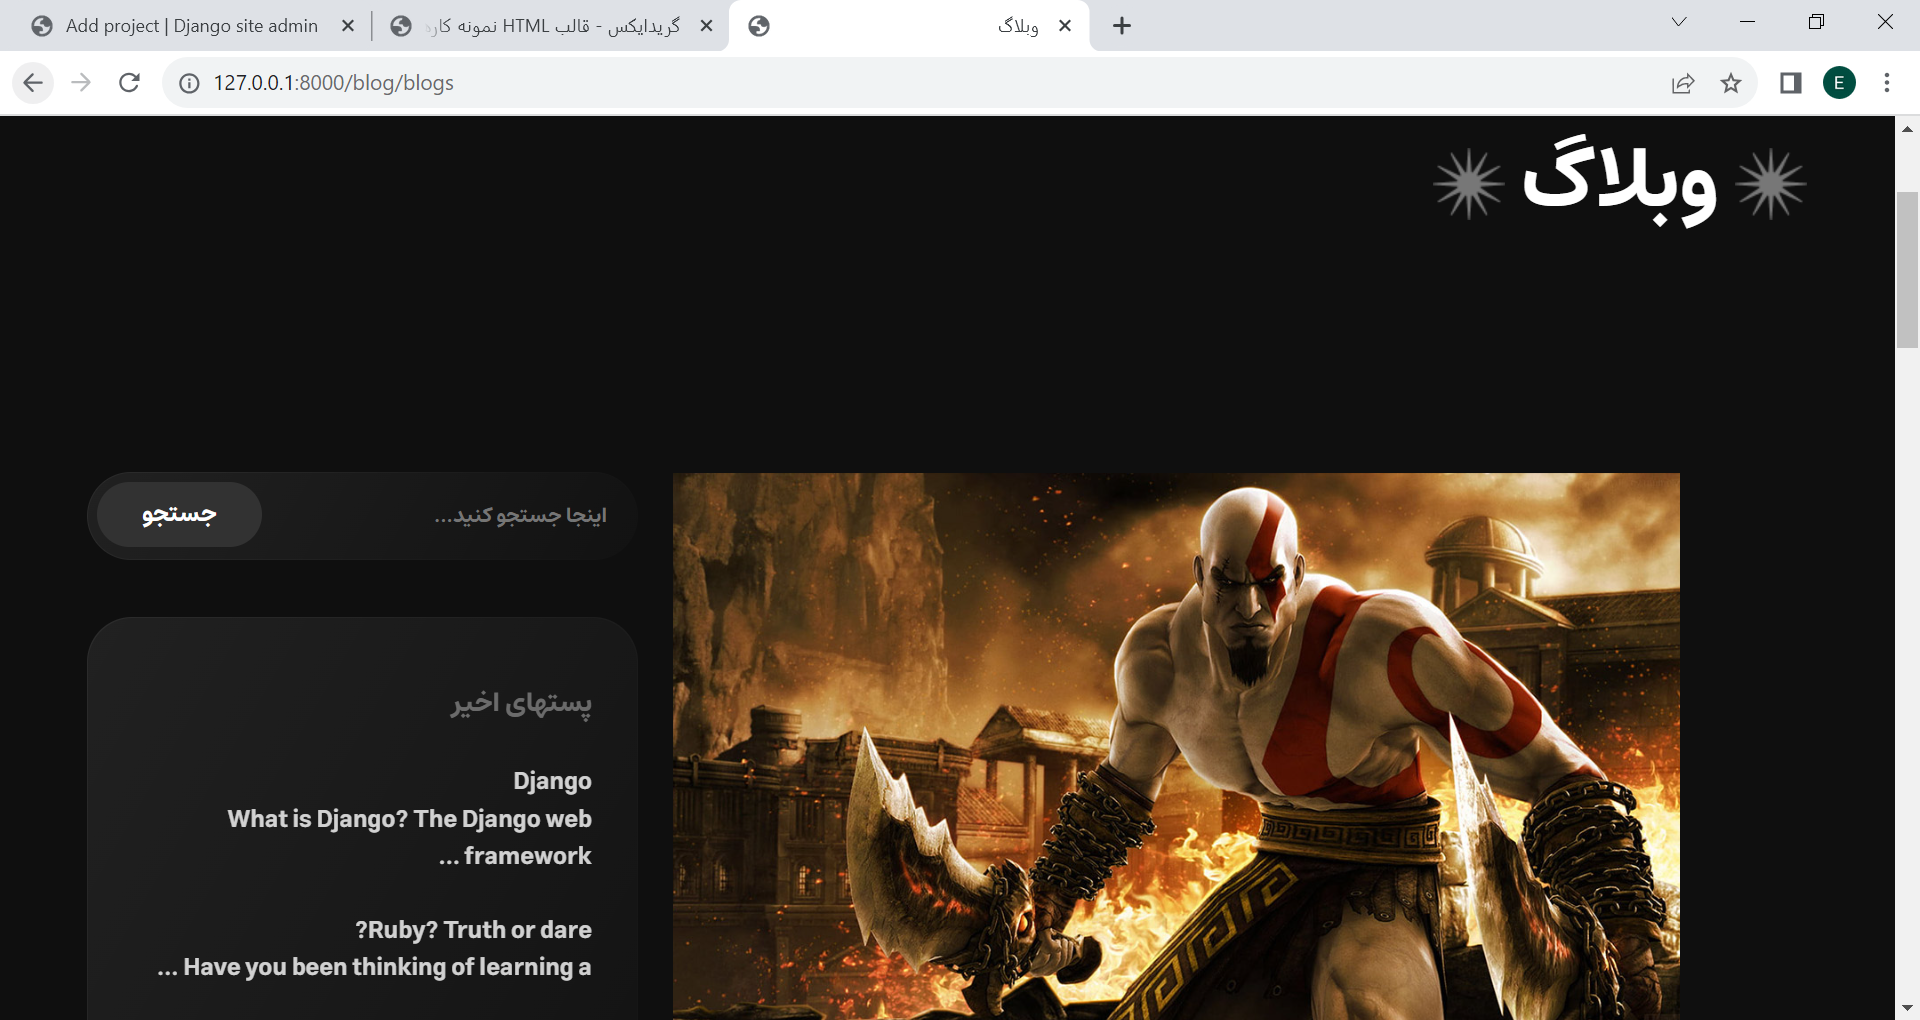 Add project | Django site admin
گریدایکس - قالب HTML نمونه کاره
وبلاگ
127.0.0.1:8000/blog/blogs
E
وبلاگ
اینجا جستجو کنید...
جستجو
پستهای اخیر
Django
What is Django? The Django web
framework ...
Ruby? Truth or dare?
Have you been thinking of learning a ...